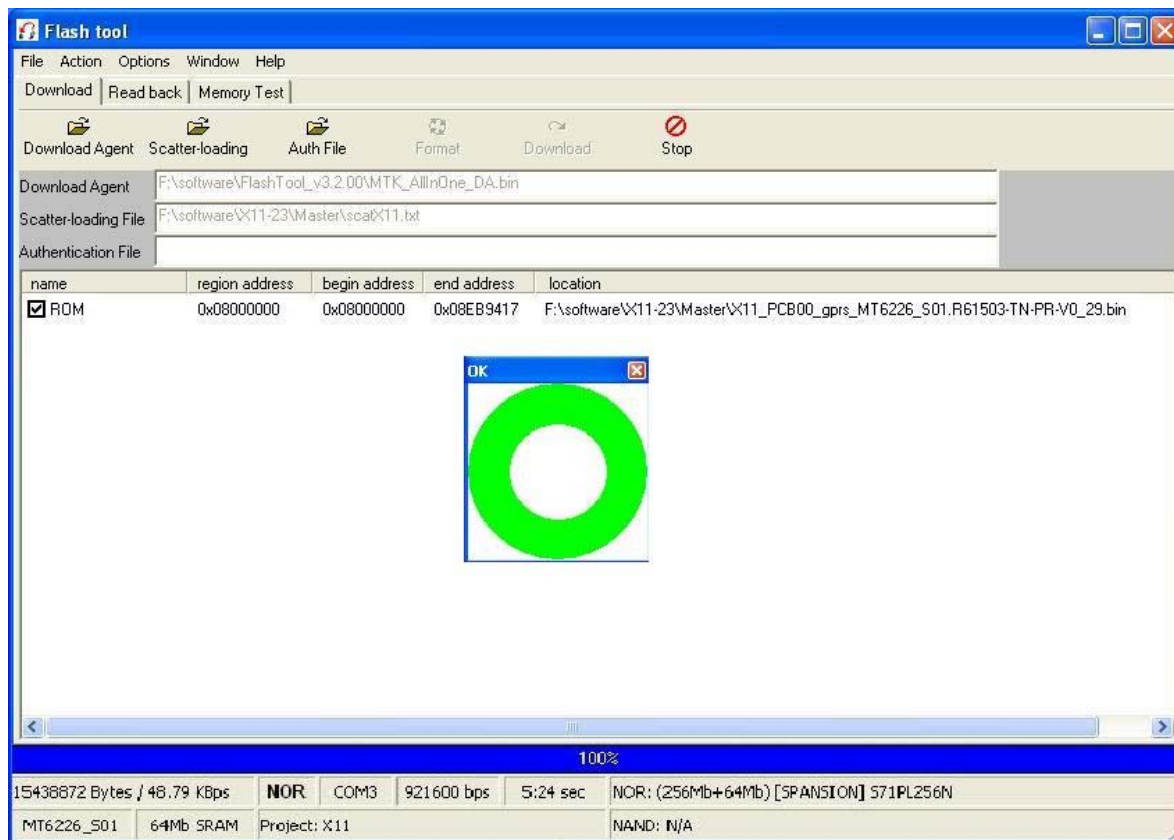 Flash tool
File Action Options Window Help
Download Read back Memory Test
Download Agent Scatter-loading Auth File Format Download Stop
Download Agent F:\software\FlashTool_v3.2.00\MTK_AllInOne_DA.bin
Scatter-loading File F:\software\X11-23\Master\scatX11.txt
Authentication File
name region address begin address end address location
ROM 0x08000000 0x08000000 0x08EB9417 F:\software\X11-23\Master\X11_PCB00_gprs_MT6226_S01.R61503-TN-PR-V0_29.bin
OK
100%
15438872 Bytes / 48.79 KBps NOR COM3 921600 bps 5:24 sec NOR: (256Mb+64Mb) [SPANSION] S71PL256N
MT6226_S01 64Mb SRAM Project: X11 NAND: N/A